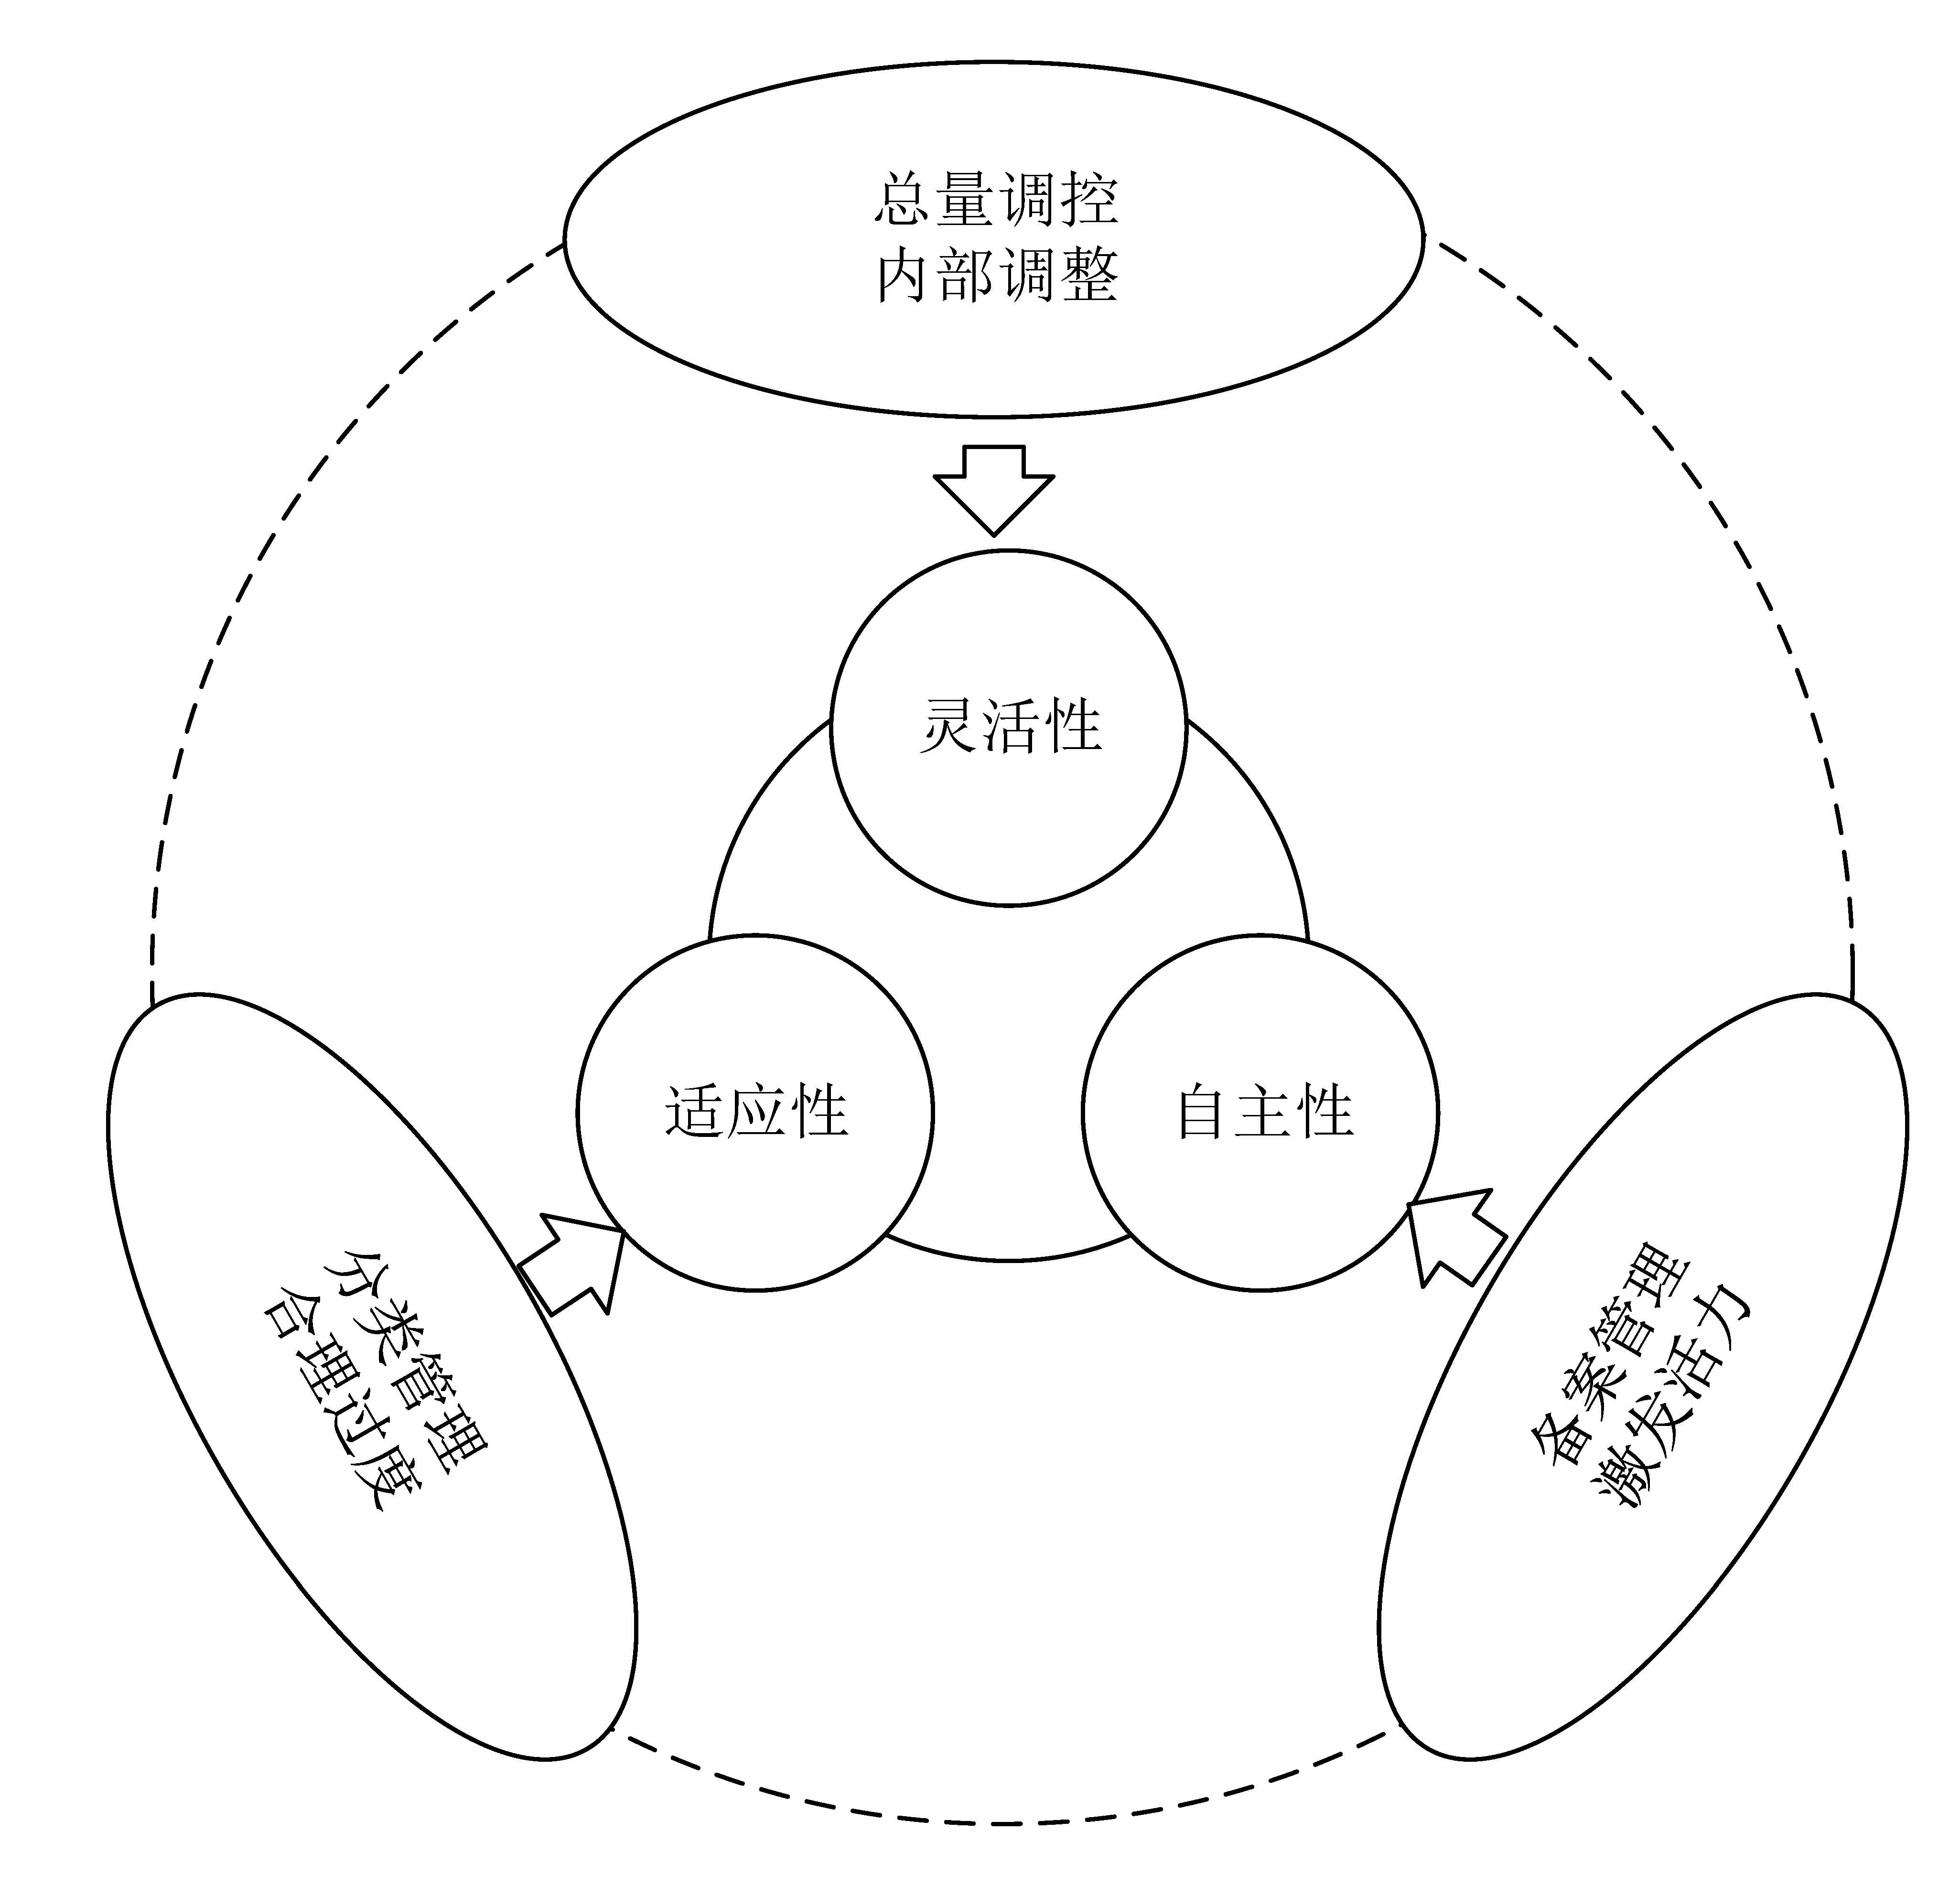 总量调控
内部调整
灵活性
适应性
自主性
分类管理
合理过度
备案管理
激发活力